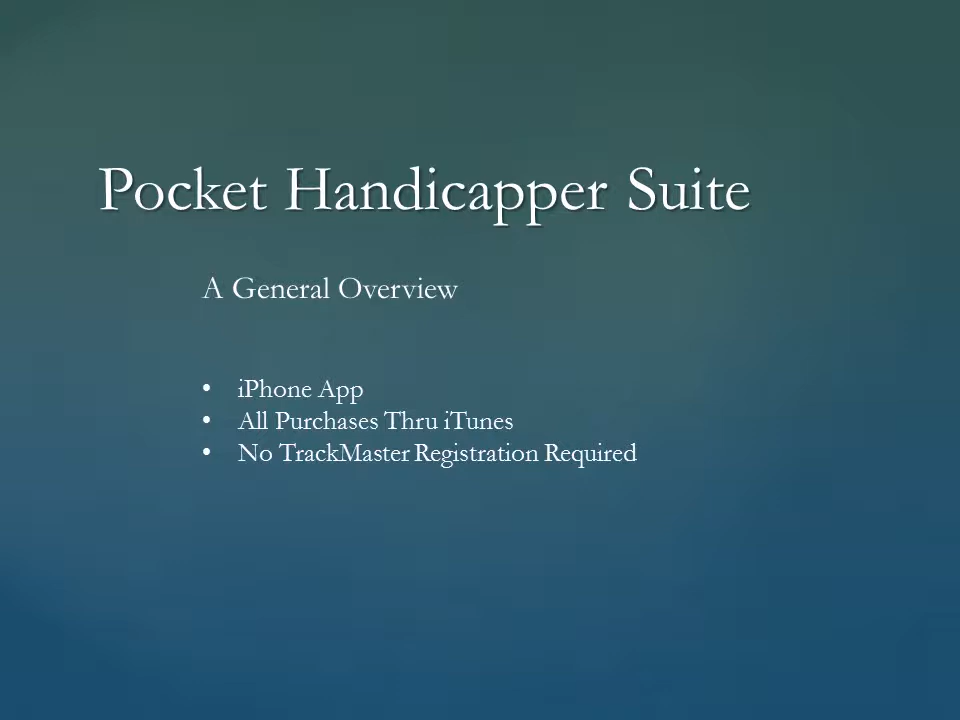 Pocket Handicapper Suite
A General Overview
• iPhone App
• All Purchases Thru iTunes
• No TrackMaster Registration Required